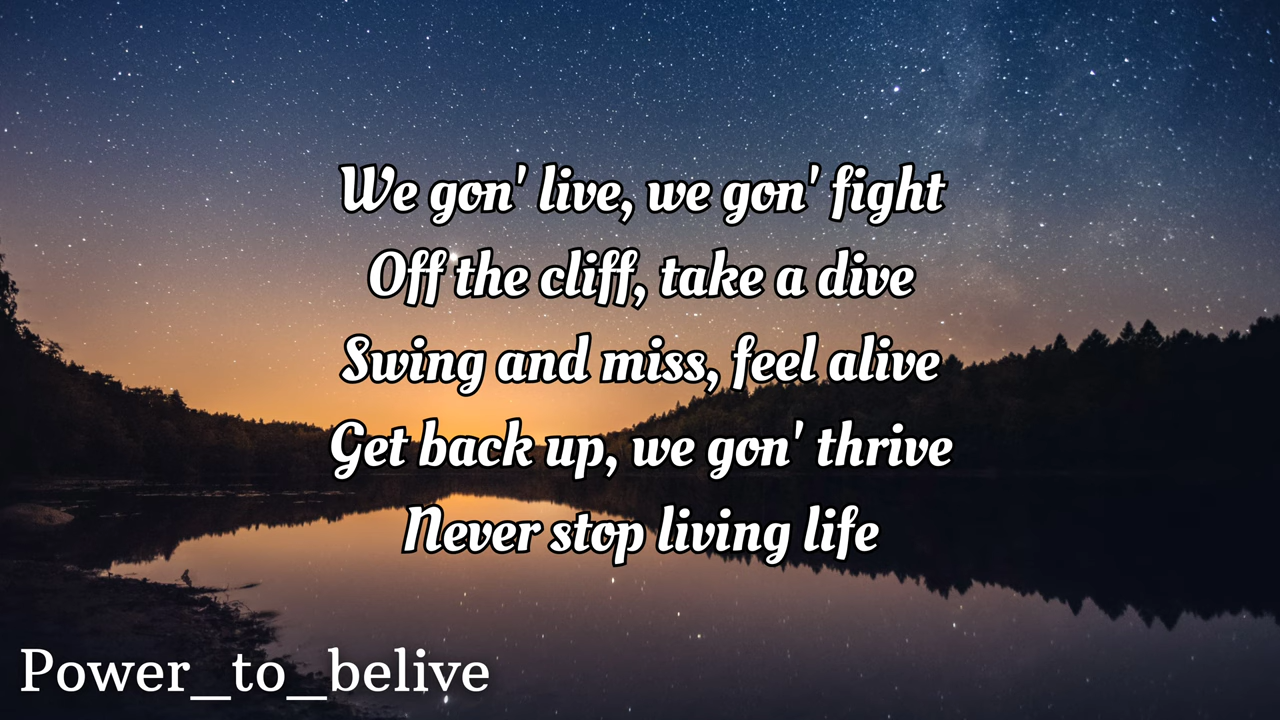 We gon' live, we gon' fight
Off the cliff, take a dive
Swing and miss, feel alive
Get back up, we gon' thrive
Never stop living life
Power_to_belive